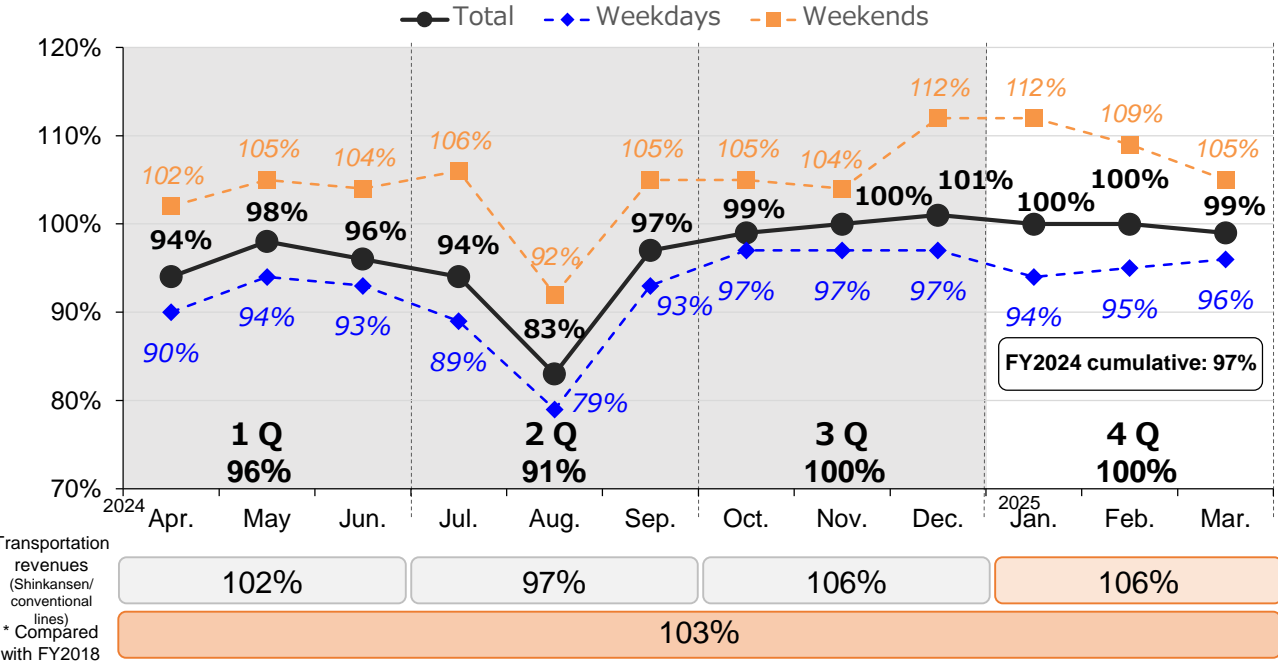 Total Weekdays Weekends
120%
110%
100%
90%
80%
70%
102% 105% 104% 106% 92% 105% 105% 104% 112% 112% 109% 105%
94% 98% 96% 94% 83% 97% 99% 100% 101% 100% 100% 99%
90% 94% 93% 89% 79% 93% 97% 97% 97% 94% 95% 96%
FY2024 cumulative: 97%
1 Q 2 Q 3 Q 4 Q
96% 91% 100% 100%
2024 2025
Apr. May Jun. Jul. Aug. Sep. Oct. Nov. Dec. Jan. Feb. Mar.
Transportation
revenues
(Shinkansen/
conventional
lines)
* Compared
with FY2018
102% 97% 106% 106%
103%